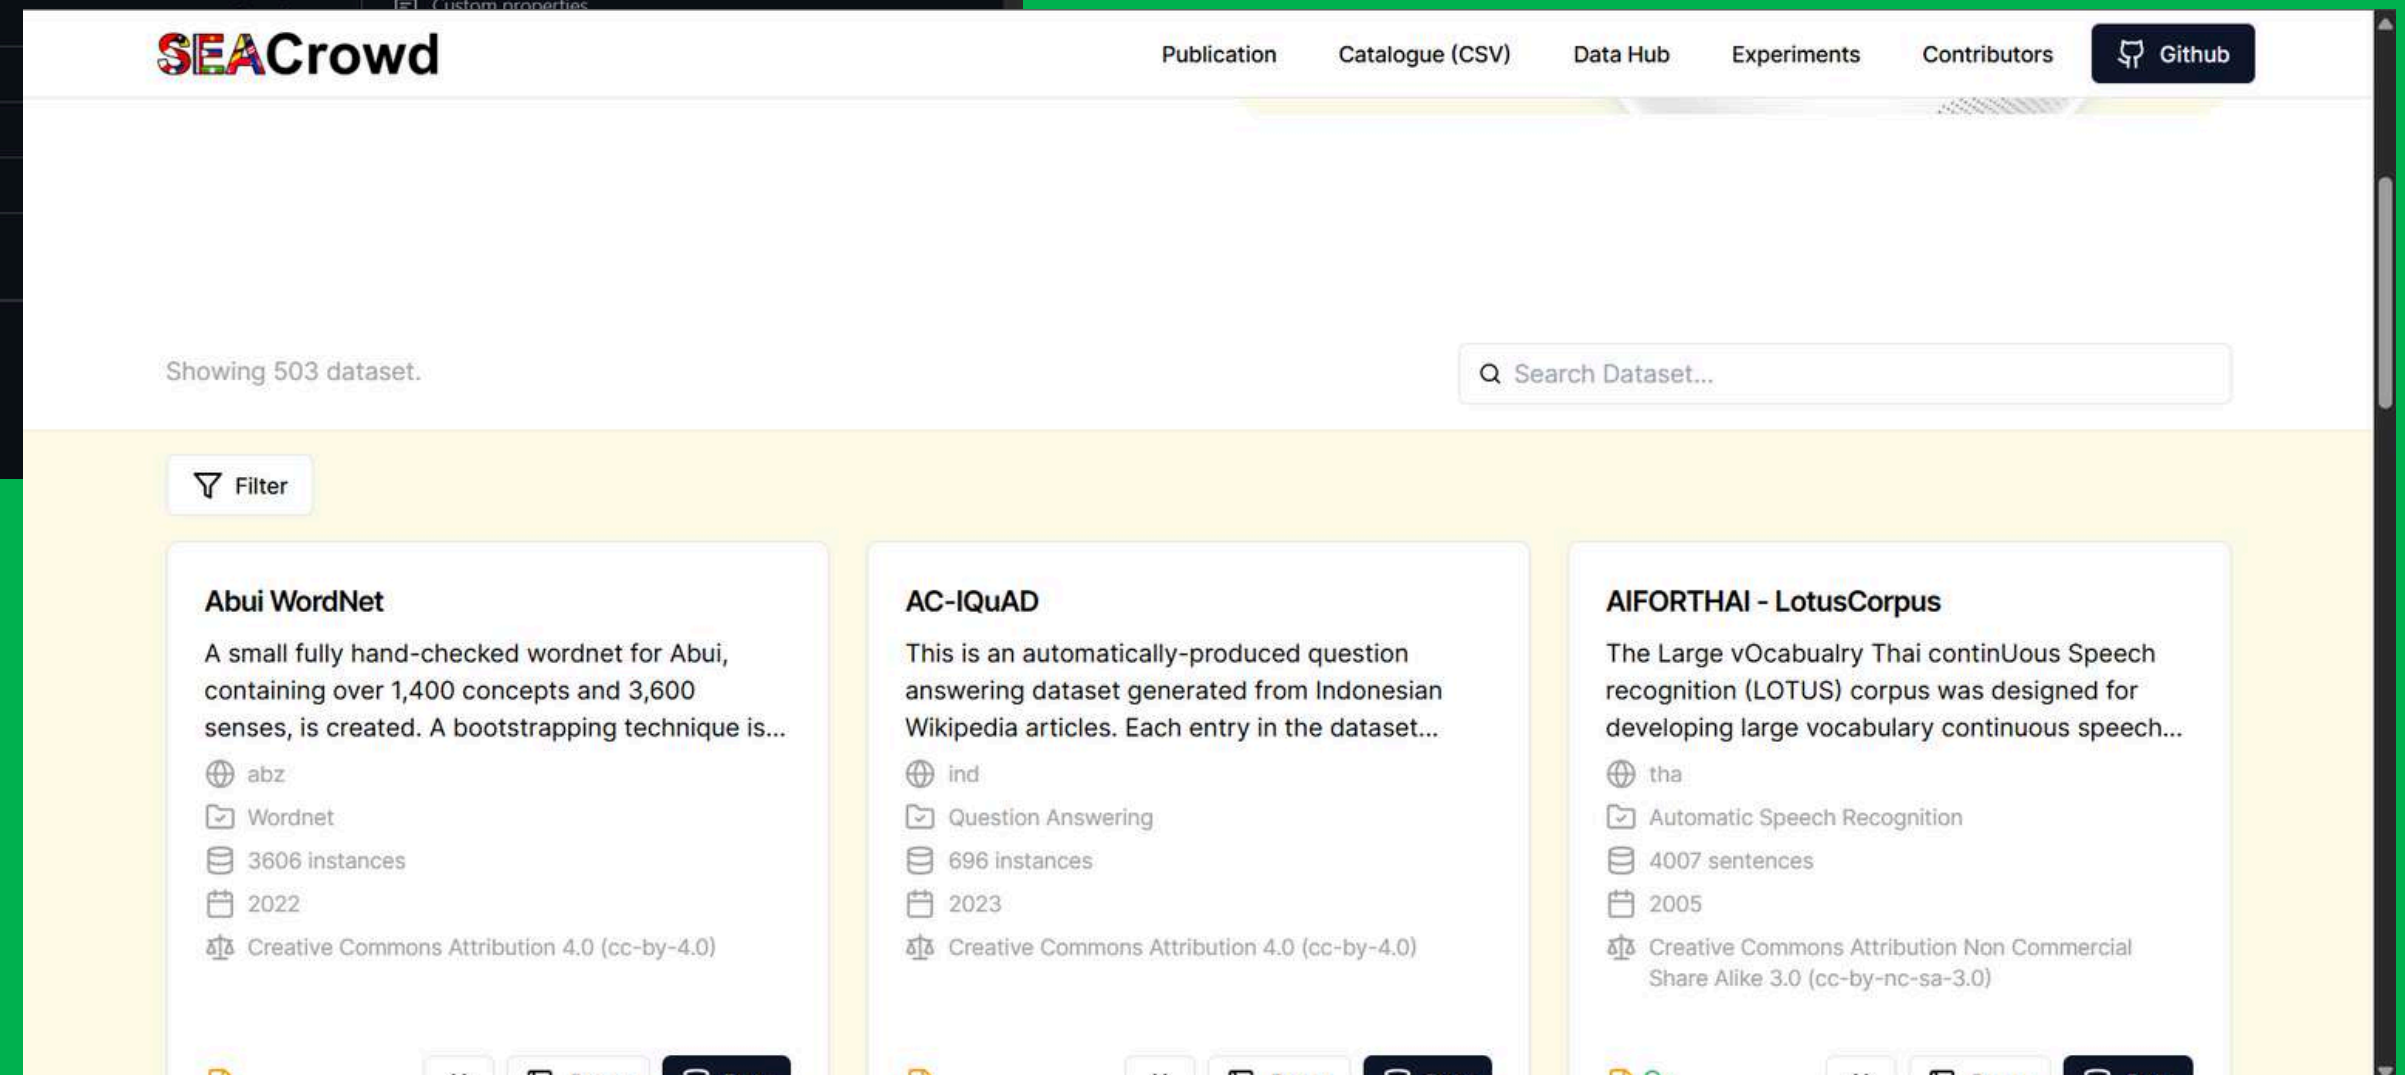 Custom properties
SEACrowd
Publication Catalogue (CSV) Data Hub Experiments Contributors Github
Showing 503 dataset.
Search Dataset...
Filter
Abui WordNet
A small fully hand-checked wordnet for Abui,
containing over 1,400 concepts and 3,600
senses, is created. A bootstrapping technique is...
abz
Wordnet
3606 instances
2022
Creative Commons Attribution 4.0 (cc-by-4.0)
AC-IQuAD
This is an automatically-produced question
answering dataset generated from Indonesian
Wikipedia articles. Each entry in the dataset...
ind
Question Answering
696 instances
2023
Creative Commons Attribution 4.0 (cc-by-4.0)
AIFORTHAI - LotusCorpus
The Large vOcabualry Thai continUous Speech
recognition (LOTUS) corpus was designed for
developing large vocabulary continuous speech...
tha
Automatic Speech Recognition
4007 sentences
2005
Creative Commons Attribution Non Commercial
Share Alike 3.0 (cc-by-nc-sa-3.0)